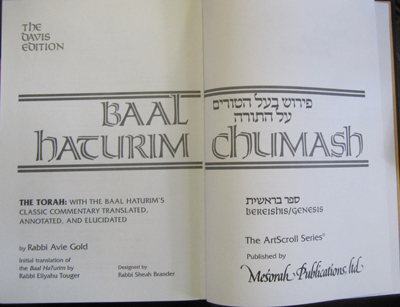 THE
DAVIS
EDITION
BAAL
HATURIM
THE TORAH: WITH THE BAAL HATURIM'S
CLASSIC COMMENTARY TRANSLATED,
ANNOTATED, AND ELUCIDATED
by Rabbi Avie Gold
Initial translation of
the Baal HaTurim by
Rabbi Eliyahu Touger
Designed by
Rabbi Sheah Brander
פירוש בעל הטורים
על התורה
CHUMASH
ספר בראשית
BEREISHIS/GENESIS
The ArtScroll Series®
Published by
Mesorah Publications, ltd.